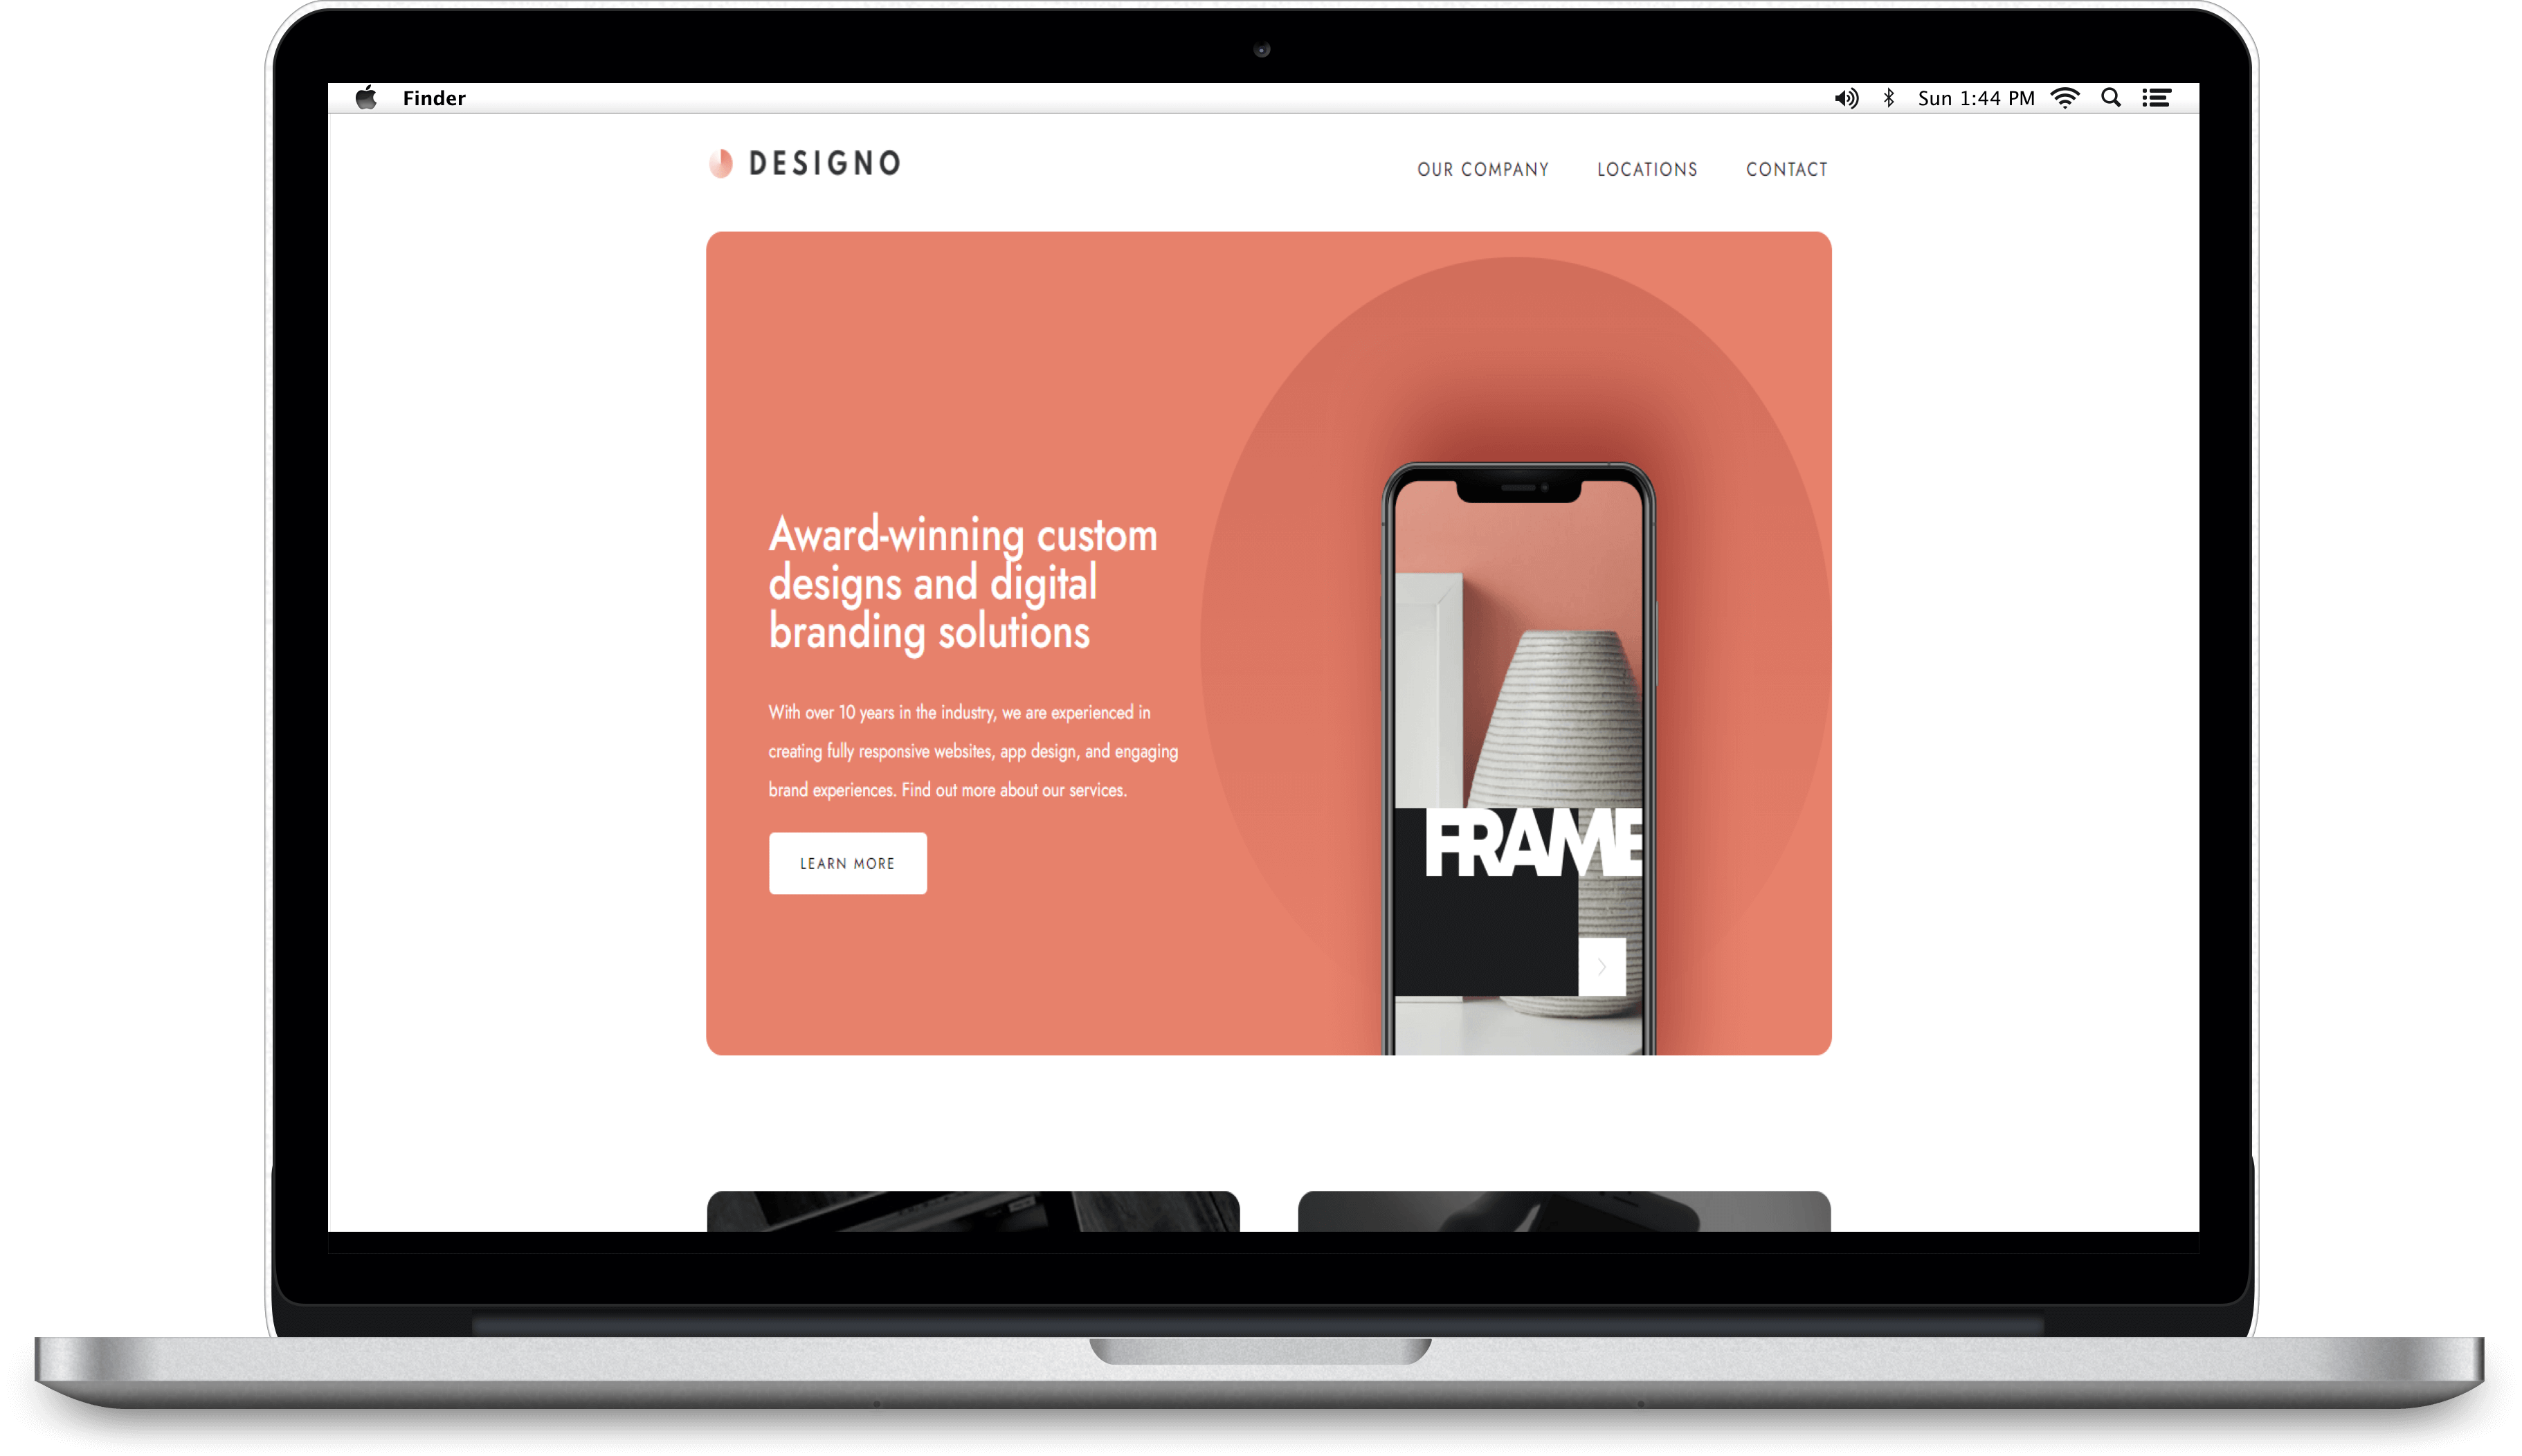 Finder
Sun 1:44 PM
DESIGNO
OUR COMPANY LOCATIONS CONTACT
Award-winning custom
designs and digital
branding solutions
With over 10 years in the industry, we are experienced in
creating fully responsive websites, app design, and engaging
brand experiences. Find out more about our services.
LEARN MORE
FRAME